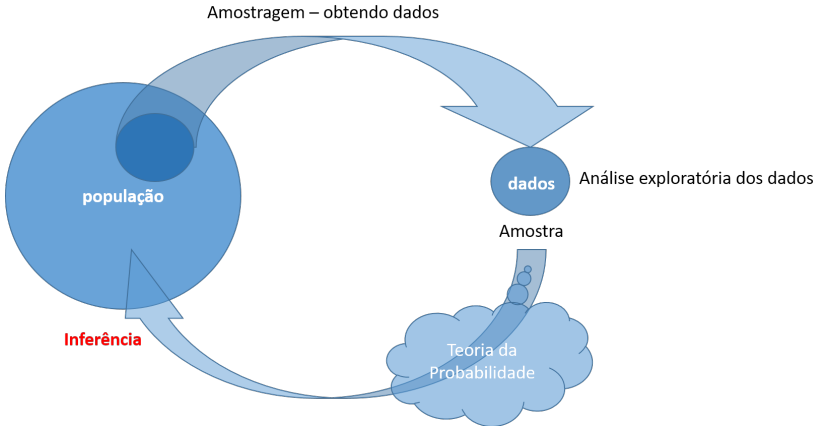 Amostragem – obtendo dados
população
dados
Análise exploratória dos dados
Amostra
Inferência
Teoria da
Probabilidade